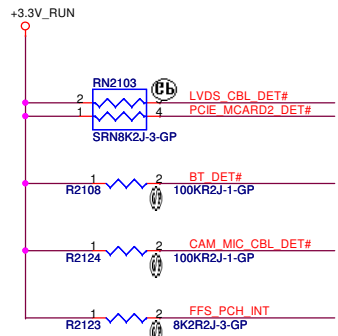 +3.3V_RUN
RN2103
2 3 LVDS_CBL_DET#
1 4 PCIE_MCARD2_DET#
SRN8K2J-3-GP
1 2 BT_DET#
R2108 100KR2J-1-GP
1 2 CAM_MIC_CBL_DET#
R2124 100KR2J-1-GP
1 2 FFS_PCH_INT
R2123 8K2R2J-3-GP